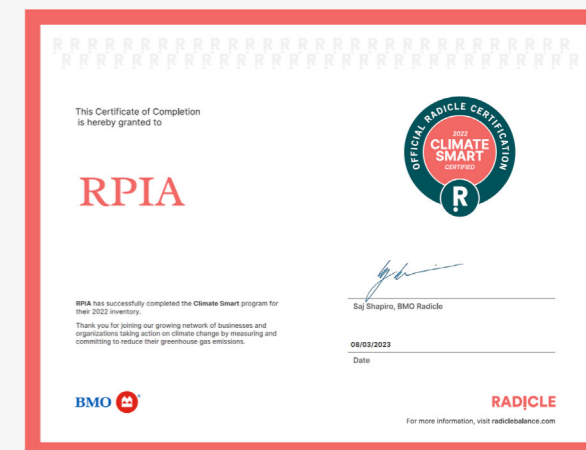 R R R R R R R R R R R R R R R R R R R R R R R
R R R R R R R R R R R R R R R R R R R R R R R
This Certificate of Completion
is hereby granted to
RPIA
OFFICIAL RADICLE CERTIFICATION
2022
CLIMATE
SMART
CERTIFIED
R
RPIA has successfully completed the Climate Smart program for
their 2022 inventory.
Thank you for joining our growing network of businesses and
organizations taking action on climate change by measuring and
committing to reduce their greenhouse gas emissions.
Saj Shapiro, BMO Radicle
08/03/2023
Date
BMO
RADICLE
For more information, visit radiclebalance.com